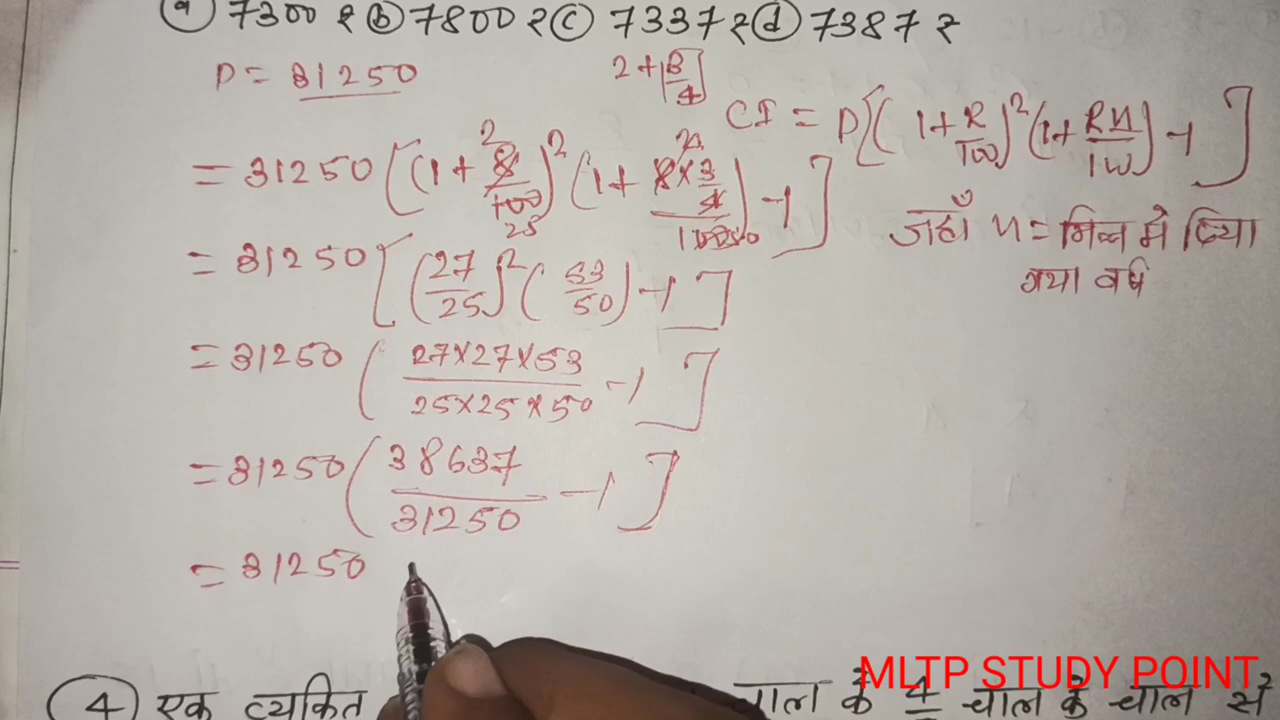 (a) 7300 ₹ (b) 7800 ₹ (c) 7337 ₹ (d) 7387 ₹
P = 31250
2 + 3/4
CI = P[(1+R/100)²(1+Rn/100)-1]
जहाँ n = भिन्न मे दिया
गया वर्ष
= 31250 [(1+8/100)² (1+8×3/4/100)-1]
= 31250 [(27/25)² (53/50)-1]
= 31250 (27×27×53/25×25×50 -1]
= 31250 (38637/31250 -1]
= 31250
(4) एक व्यकित चाल के 4 चाल के चाल से
MLTP STUDY POINT